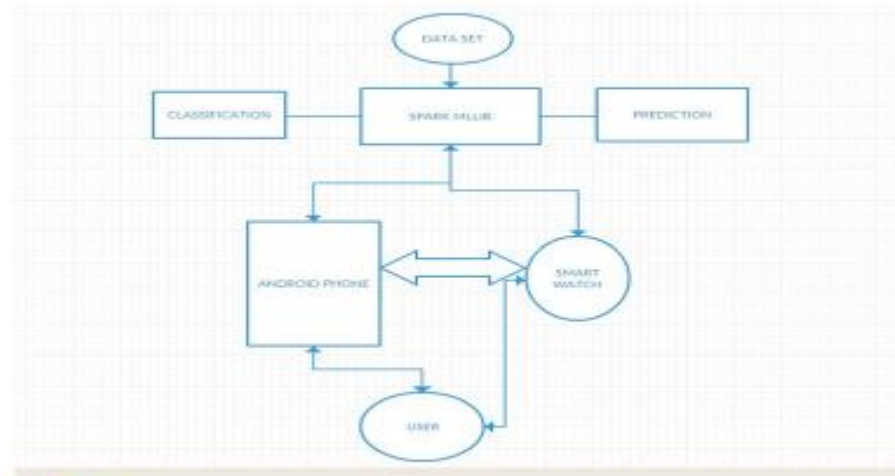 DATA SET
CLASSIFICATION
SPARK MLLIB
PREDICTION
ANDROID PHONE
SMART
WATCH
USER